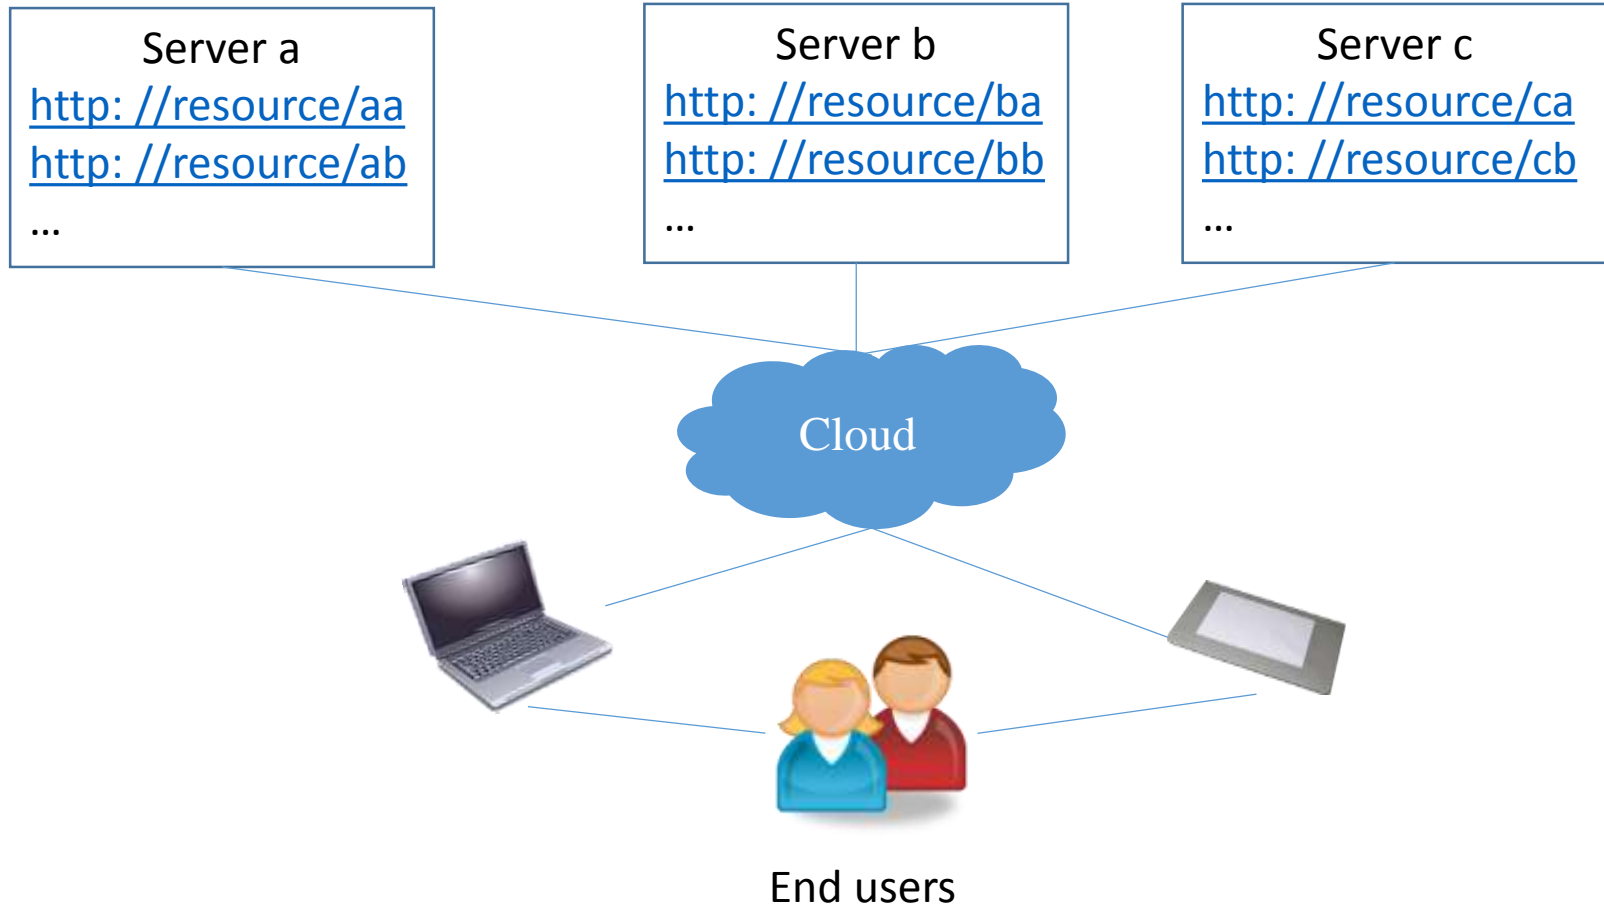 Server a
http: //resource/aa
http: //resource/ab
...
Server b
http: //resource/ba
http: //resource/bb
...
Server c
http: //resource/ca
http: //resource/cb
...
Cloud
End users